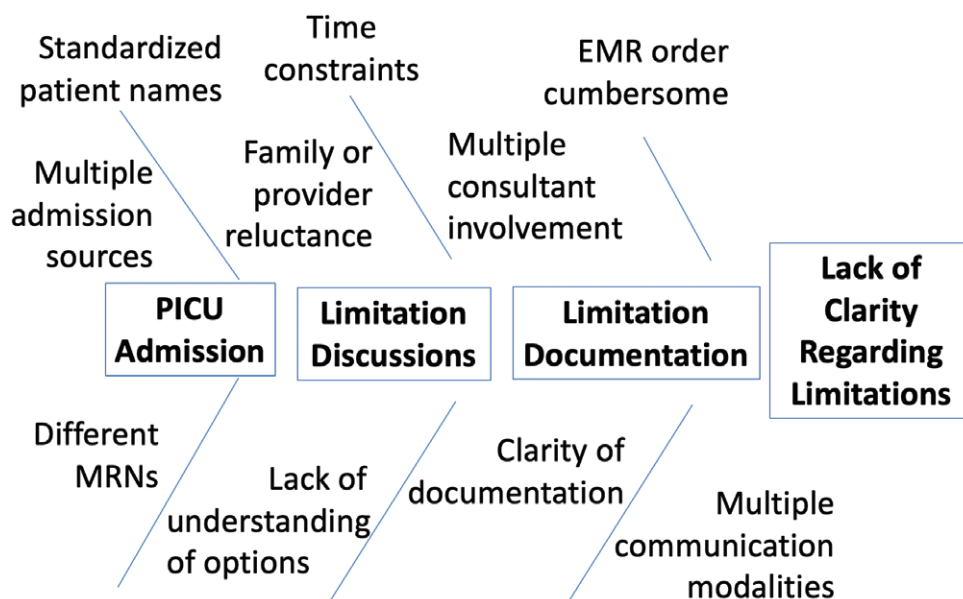 Standardized
patient names
Time
constraints
EMR order
cumbersome
Multiple
admission
sources
Family or
provider
reluctance
Multiple
consultant
involvement
PICU
Admission
Limitation
Discussions
Limitation
Documentation
Lack of
Clarity
Regarding
Limitations
Different
MRNs
Lack of
understanding
of options
Clarity of
documentation
Multiple
communication
modalities